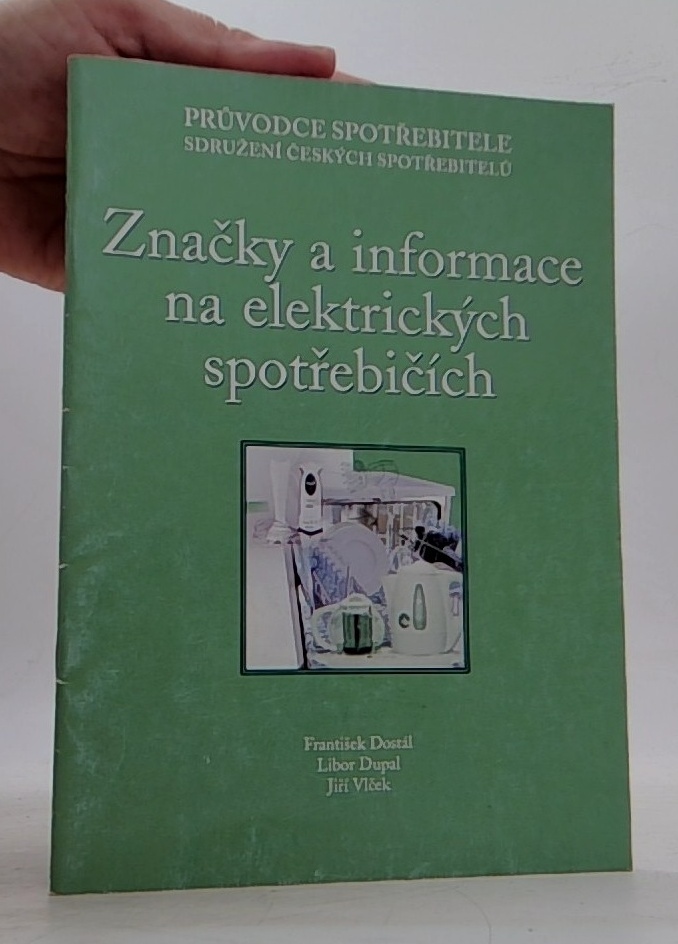 PRŮVODCE SPOTŘEBITELE
SDRUŽENÍ ČESKÝCH SPOTŘEBITELŮ
Značky a informace
na elektrických
spotřebičích
František Dostál
Libor Dupal
Jiří Vlček